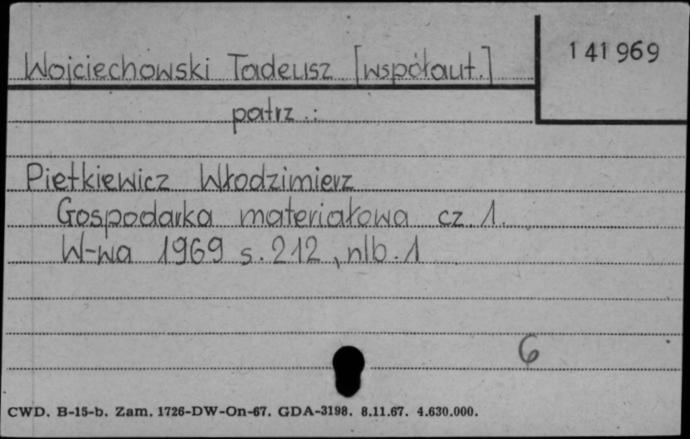 141969
Wojciechowski Tadeusz [współaut.]
patrz:
Pietkiewicz Włodzimierz
Gospodarka materiałowa cz. 1.
W-wa 1969 s. 212, nlb. 1
6
CWD. B-15-b. Zam. 1726-DW-On-67. GDA-3198. 8.11.67. 4.630.000.